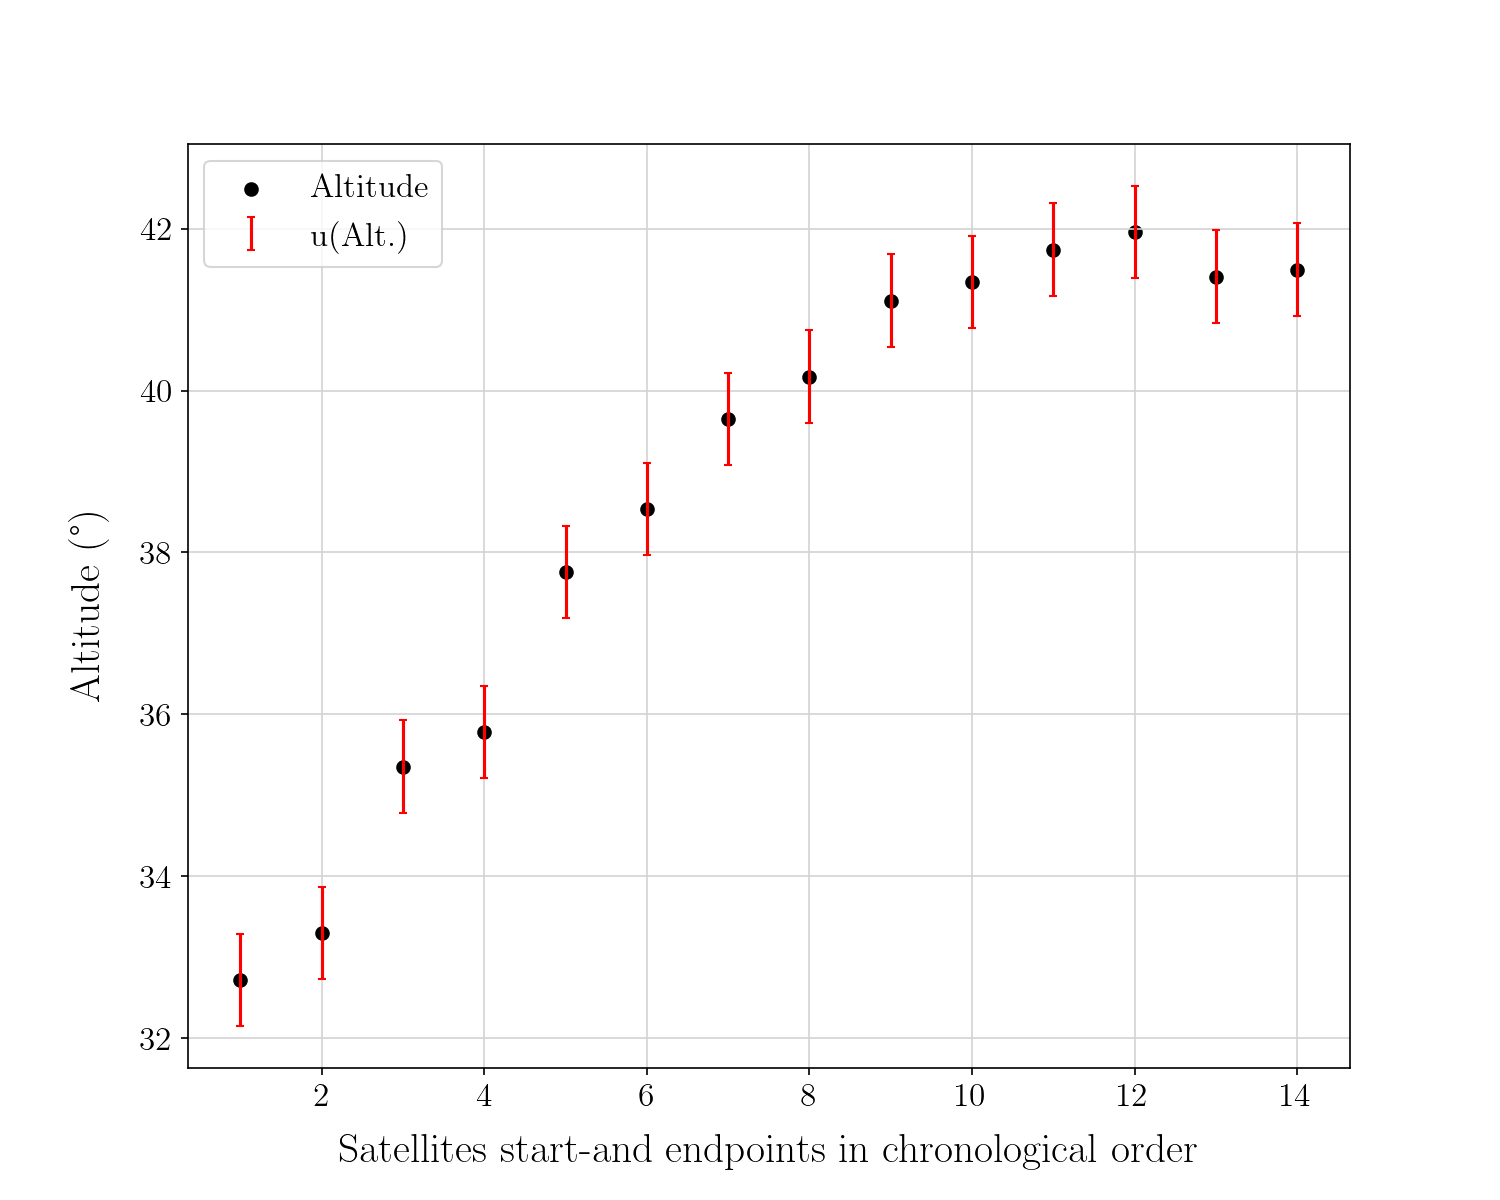 Altitude
u(Alt.)
42
40
38
36
34
32
Altitude (°)
2 4 6 8 10 12 14
Satellites start-and endpoints in chronological order